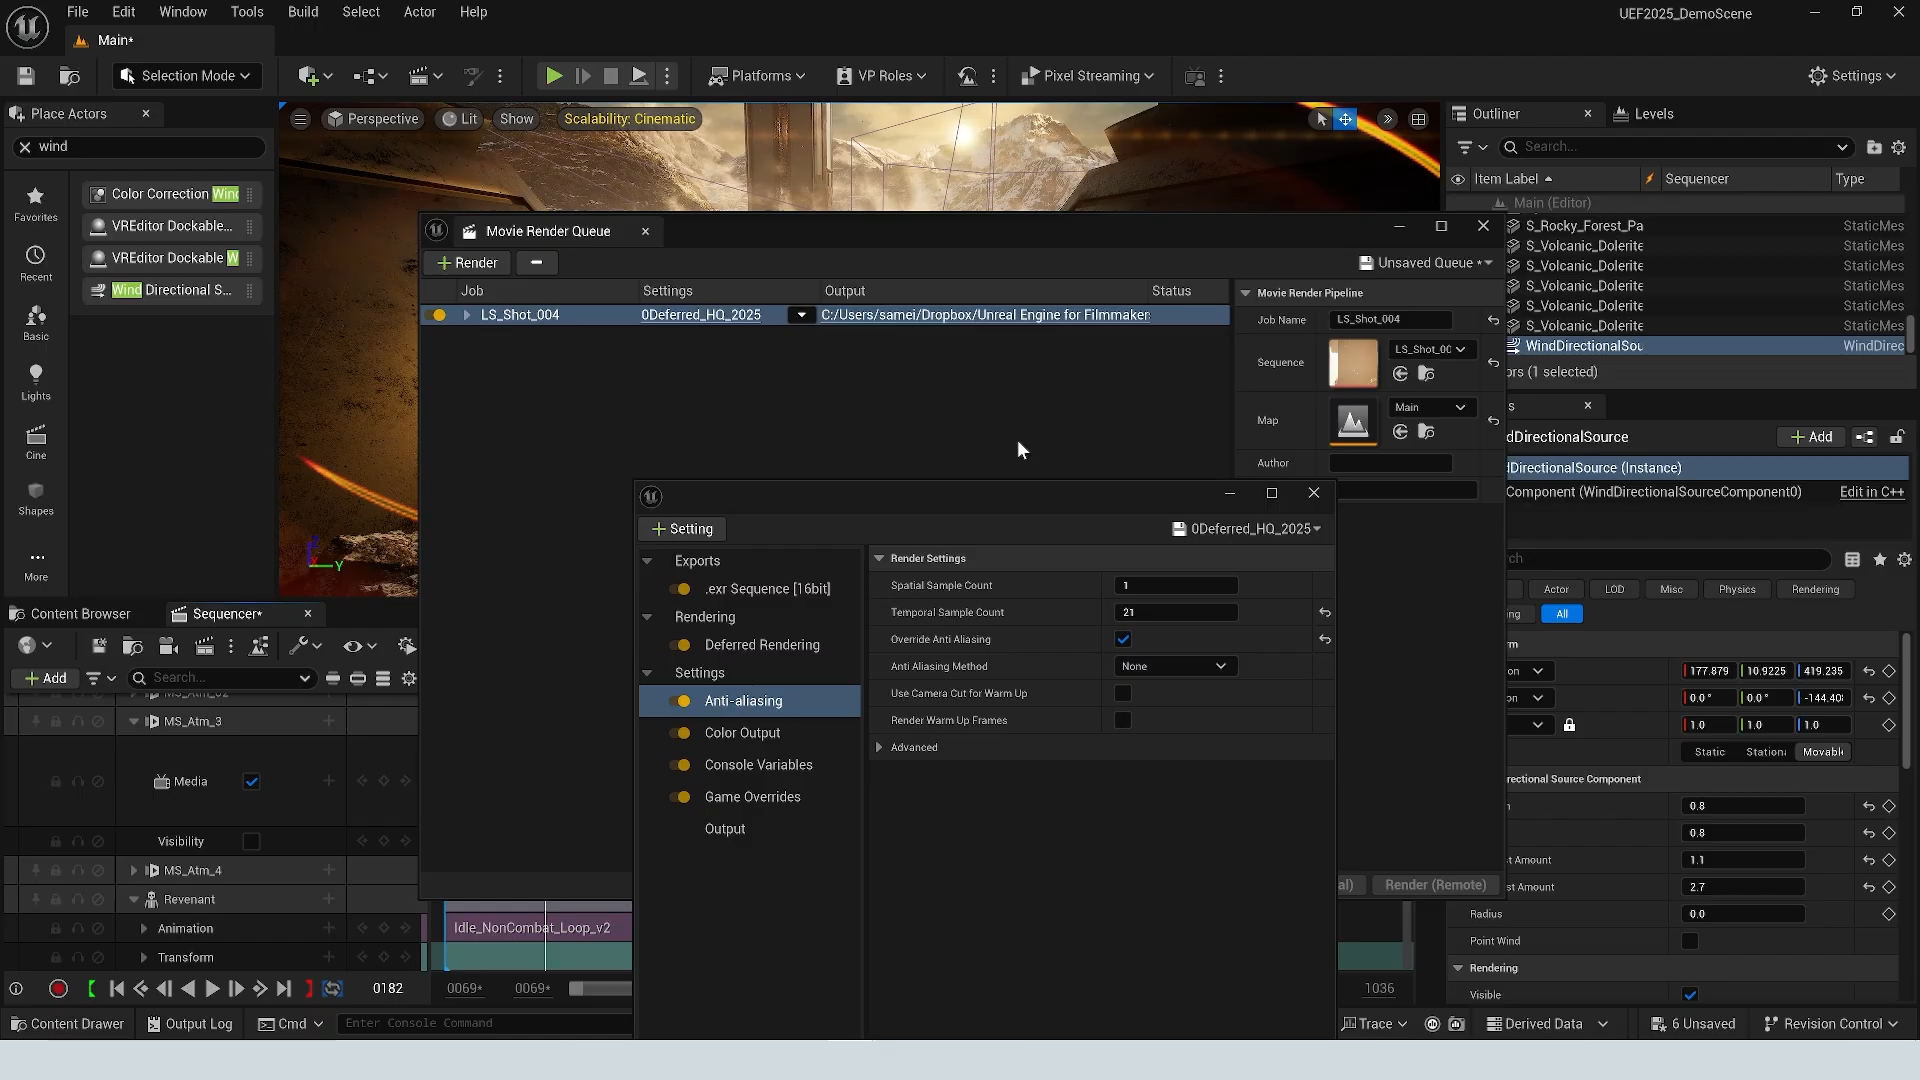 File Edit Window Tools Build Select Actor Help
UEF2025_DemoScene
Main*
Selection Mode
Platforms
VP Roles
Pixel Streaming
Settings
Place Actors
wind
Favorites
Recent
Basic
Lights
Cine
Shapes
More
Color Correction Wind
VREditor Dockable...
VREditor Dockable W
Wind Directional S...
Perspective
Lit
Show
Scalability: Cinematic
Outliner
Levels
Search...
Item Label
Sequencer
Type
Main (Editor)
S_Rocky_Forest_Pa StaticMes
S_Volcanic_Dolerite StaticMes
S_Volcanic_Dolerite StaticMes
S_Volcanic_Dolerite StaticMes
S_Volcanic_Dolerite StaticMes
S_Volcanic_Dolerite StaticMes
WindDirectionalSou WindDirec
ors (1 selected)
Movie Render Queue
Render
Unsaved Queue *
Job Settings Output Status
LS_Shot_004 0Deferred_HQ_2025 C:/Users/samei/Dropbox/Unreal Engine for Filmmaker
Movie Render Pipeline
Job Name LS_Shot_004
Sequence LS_Shot_00
Map Main
Author
al)
Render (Remote)
Setting
0Deferred_HQ_2025
Exports
.exr Sequence [16bit]
Rendering
Deferred Rendering
Settings
Anti-aliasing
Color Output
Console Variables
Game Overrides
Output
Render Settings
Spatial Sample Count 1
Temporal Sample Count 21
Override Anti Aliasing
Anti Aliasing Method None
Use Camera Cut for Warm Up
Render Warm Up Frames
Advanced
s
dDirectionalSource
Add
dDirectionalSource (Instance)
Component (WindDirectionalSourceComponent0) Edit in C++
ch
Actor LOD Misc Physics Rendering
ng All
rm
on 177.879 10.9225 419.235
on 0.0 ° 0.0 ° -144.40
1.0 1.0 1.0
Static Stationa Movable
rectional Source Component
0.8
0.8
t Amount 1.1
st Amount 2.7
Radius 0.0
Point Wind
Rendering
Visible
Content Browser
Sequencer*
Add
Search...
MS_Atm_3
Media
Visibility
MS_Atm_4
Revenant
Animation
Transform
Idle_NonCombat_Loop_v2
0182
0069*
0069*
1036
Content Drawer
Output Log
Cmd
Enter Console Command
Trace
Derived Data
6 Unsaved
Revision Control